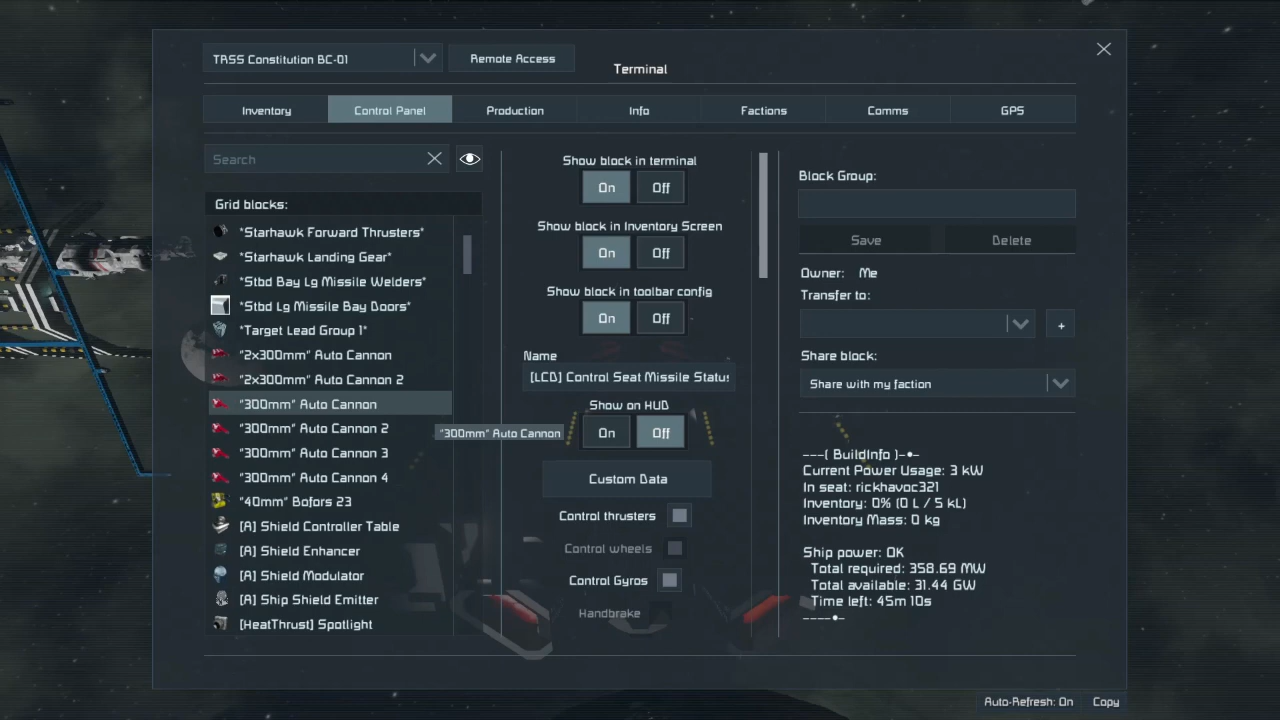 TRSS Constitution BC-01
Remote Access
Terminal
Inventory
Control Panel
Production
Info
Factions
Comms
GPS
Search
Grid blocks:
*Starhawk Forward Thrusters*
*Starhawk Landing Gear*
*Stbd Bay Lg Missile Welders*
*Stbd Lg Missile Bay Doors*
*Target Lead Group 1*
"2x300mm" Auto Cannon
"2x300mm" Auto Cannon 2
"300mm" Auto Cannon
"300mm" Auto Cannon 2
"300mm" Auto Cannon 3
"300mm" Auto Cannon 4
"40mm" Bofors 23
[A] Shield Controller Table
[A] Shield Enhancer
[A] Shield Modulator
[A] Ship Shield Emitter
[HeatThrust] Spotlight
"300mm" Auto Cannon
Show block in terminal
On Off
Show block in Inventory Screen
On Off
Show block in toolbar config
On Off
Name
[LCD] Control Seat Missile Status
Show on HUD
On Off
Custom Data
Control thrusters
Control wheels
Control Gyros
Handbrake
Block Group:
Save
Delete
Owner: Me
Transfer to:
+
Share block:
Share with my faction
---( BuildInfo )-•-
Current Power Usage: 3 kW
In seat: rickhavoc321
Inventory: 0% (0 L / 5 kL)
Inventory Mass: 0 kg
Ship power: OK
Total required: 358.69 MW
Total available: 31.44 GW
Time left: 45m 10s
----•-
Auto-Refresh: On
Copy